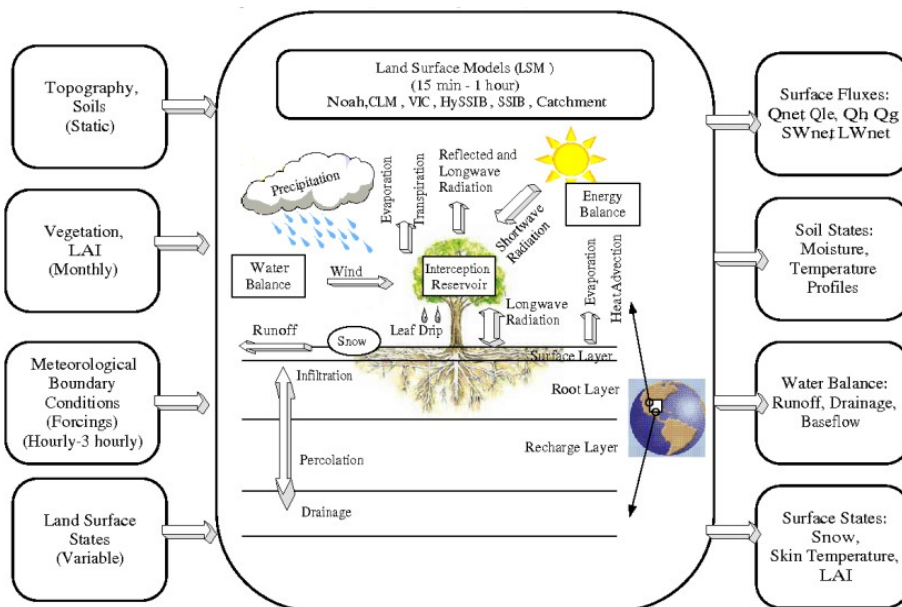 Topography,
Soils
(Static)
Vegetation,
LAI
(Monthly)
Meteorological
Boundary
Conditions
(Forcings)
(Hourly-3 hourly)
Land Surface
States
(Variable)
Land Surface Models (LSM )
(15 min - 1 hour)
Noah,CLM , VIC , HySSIB , SSIB , Catchment
Precipitation
Evaporation
Transpiration
Reflected and
Longwave
Radiation
Shortwave
Radiation
Energy
Balance
Water
Balance
Wind
Interception
Reservoir
Evaporation
Heat Advection
Leaf Drip
Longwave
Radiation
Runoff
Snow
Surface Layer
Infiltration
Root Layer
Recharge Layer
Percolation
Drainage
Surface Fluxes:
Qnet, Qle, Qh Qg
SWnet, LWnet
Soil States:
Moisture,
Temperature
Profiles
Water Balance:
Runoff, Drainage,
Baseflow
Surface States:
Snow,
Skin Temperature,
LAI